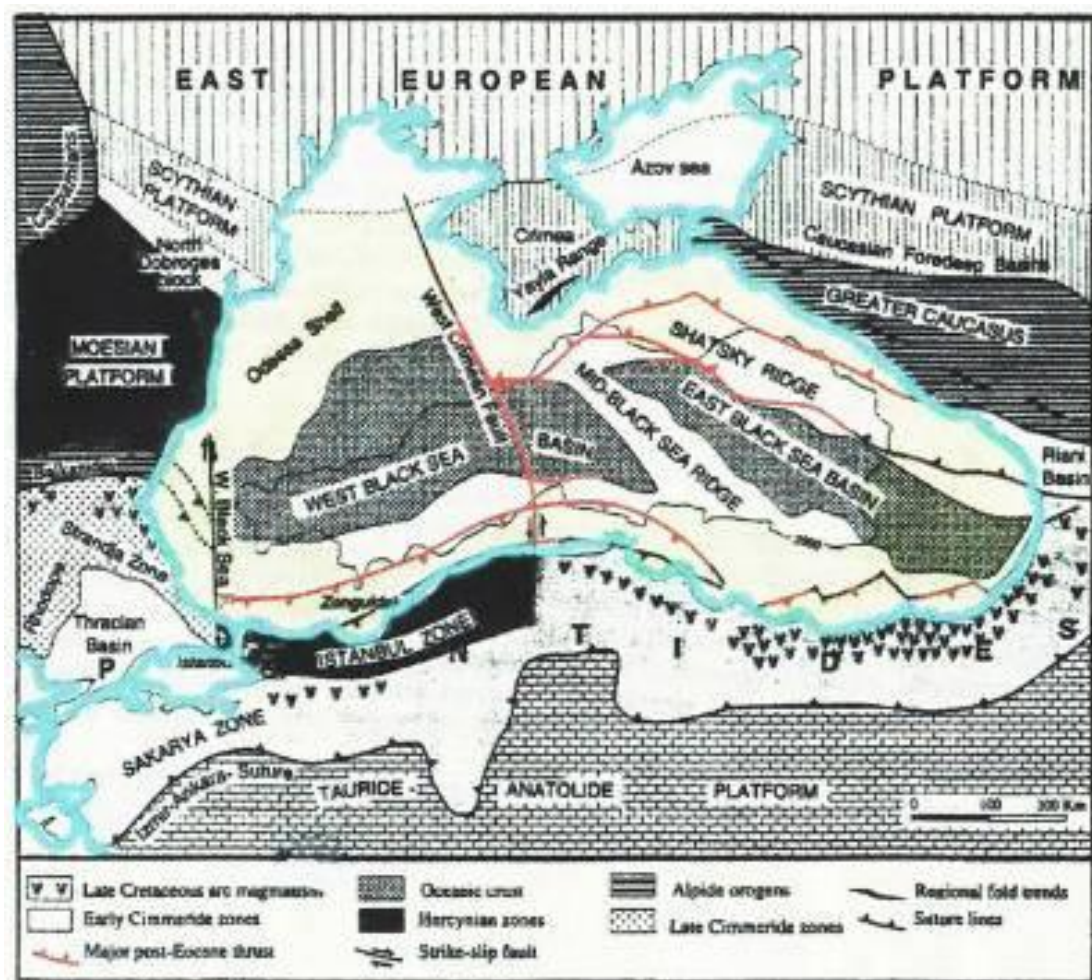 EAST EUROPEAN PLATFORM
Azov sea
SCYTHIAN
PLATFORM
SCYTHIAN PLATFORM
North
Dobrogea
Block
Crimea
Yayla Range
Caucasian Foredeep Basins
GREATER CAUCASUS
Odessa Shelf
West Crimean Fault
SHATSKY RIDGE
MOESIAN
PLATFORM
MID-BLACK SEA RIDGE
EAST BLACK SEA BASIN
WEST BLACK SEA
BASIN
Rioni
Basin
W. Black Sea
Strandja Zone
Rhodope
Thracian
Basin
Zonguldak
ISTANBUL ZONE
P O N T I D E S
SAKARYA ZONE
Izmir-Ankara-Suture
TAURIDE - ANATOLIDE PLATFORM
0 100 200 Km
Late Cretaceous arc magmatism
Oceanic crust
Alpide orogens
Regional fold trends
Early Cimmeride zones
Hercynian zones
Late Cimmeride zones
Suture lines
Major post-Eocene thrust
Strike-slip fault